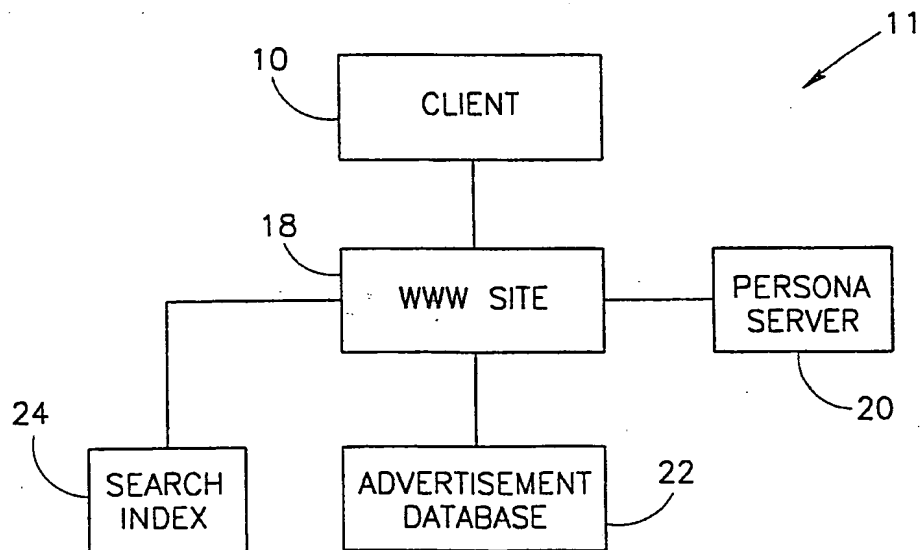 11
10
CLIENT
18
WWW SITE
PERSONA
SERVER
20
24
SEARCH
INDEX
ADVERTISEMENT
DATABASE
22